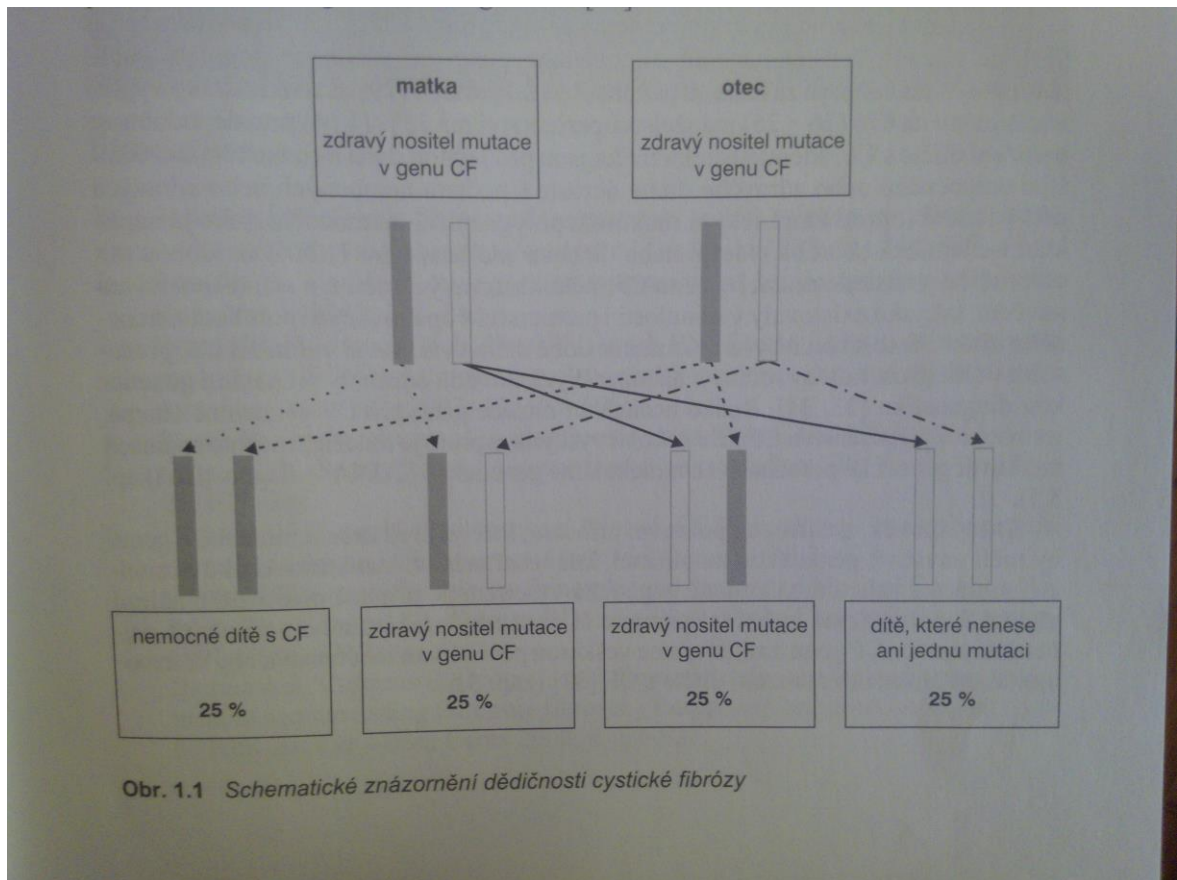 matka
zdravý nositel mutace
v genu CF
otec
zdravý nositel mutace
v genu CF
nemocné dítě s CF
25 %
zdravý nositel mutace
v genu CF
25 %
zdravý nositel mutace
v genu CF
25 %
dítě, které nenese
ani jednu mutaci
25 %
Obr. 1.1 Schematické znázornění dědičnosti cystické fibrózy